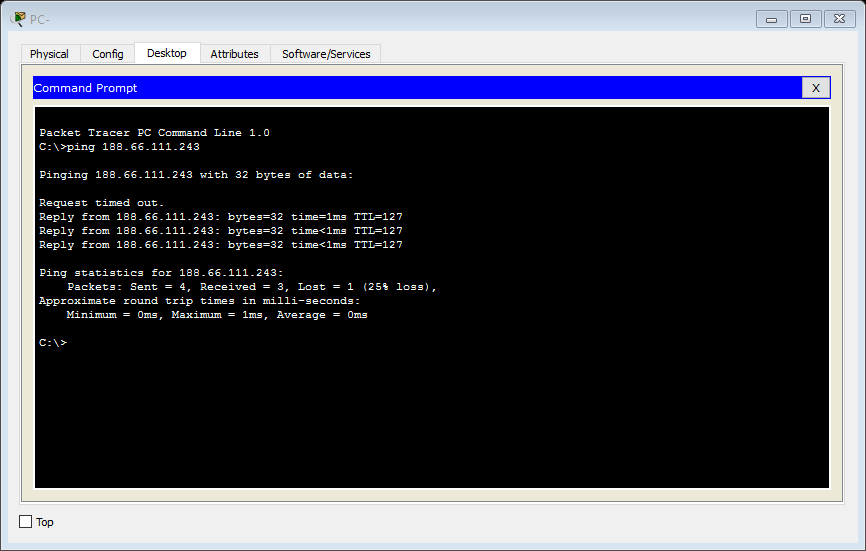 PC-
Physical Config Desktop Attributes Software/Services
Command Prompt X
Packet Tracer PC Command Line 1.0
C:\>ping 188.66.111.243
Pinging 188.66.111.243 with 32 bytes of data:
Request timed out.
Reply from 188.66.111.243: bytes=32 time=1ms TTL=127
Reply from 188.66.111.243: bytes=32 time<1ms TTL=127
Reply from 188.66.111.243: bytes=32 time<1ms TTL=127
Ping statistics for 188.66.111.243:
Packets: Sent = 4, Received = 3, Lost = 1 (25% loss),
Approximate round trip times in milli-seconds:
Minimum = 0ms, Maximum = 1ms, Average = 0ms
C:\>
Top